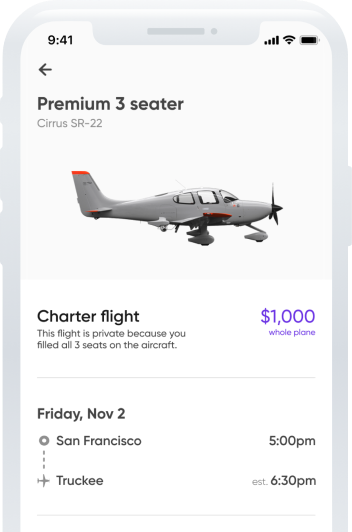 9:41
Premium 3 seater
Cirrus SR-22
Charter flight
$1,000
This flight is private because you
whole plane
filled all 3 seats on the aircraft.
Friday, Nov 2
San Francisco 5:00pm
Truckee est. 6:30pm